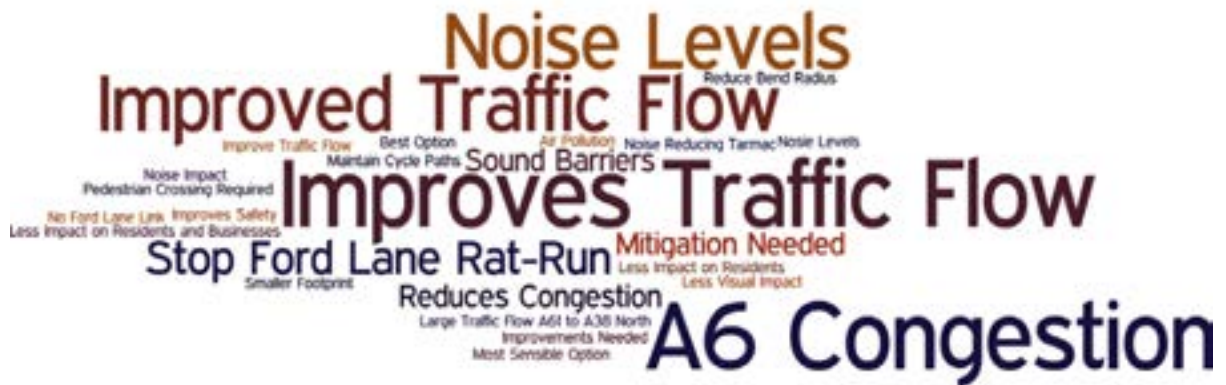 Noise Levels
Reduce Bend Radius
Improved Traffic Flow
Improve Traffic Flow
Best Option
Air Pollution
Noise Reducing Tarmac
Nosie Levels
Maintain Cycle Paths
Sound Barriers
Noise Impact
Pedestrian Crossing Required
Improves Traffic Flow
No Ford Lane Link
Improves Safety
Less Impact on Residents and Businesses
Stop Ford Lane Rat-Run
Mitigation Needed
Less Impact on Residents
Smaller Footprint
Less Visual Impact
Reduces Congestion
Large Traffic Flow A61 to A38 North
Improvements Needed
Most Sensible Option
A6 Congestion